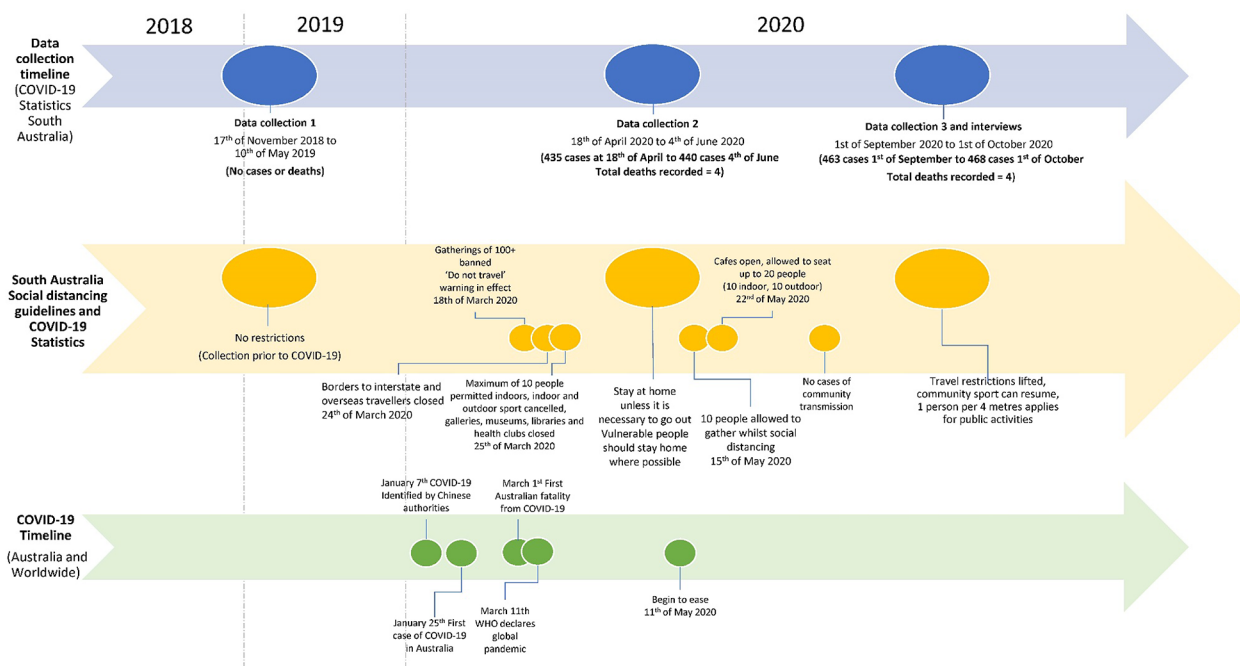 2018
2019
2020
Data
collection
timeline
(COVID-19
Statistics
South
Australia)
Data collection 1
17th of November 2018 to
10th of May 2019
(No cases or deaths)
Data collection 2
18th of April 2020 to 4th of June 2020
(435 cases at 18th of April to 440 cases 4th of June
Total deaths recorded = 4)
Data collection 3 and interviews
1st of September 2020 to 1st of October 2020
(463 cases 1st of September to 468 cases 1st of October
Total deaths recorded = 4)
South Australia
Social distancing
guidelines and
COVID-19
Statistics
No restrictions
(Collection prior to COVID-19)
Gatherings of 100+
banned
‘Do not travel’
warning in effect
18th of March 2020
Borders to interstate and
overseas travellers closed
24th of March 2020
Maximum of 10 people
permitted indoors, indoor and
outdoor sport cancelled,
galleries, museums, libraries and
health clubs closed
25th of March 2020
Stay at home
unless it is
necessary to go out
Vulnerable people
should stay home
where possible
Cafes open, allowed to seat
up to 20 people
(10 indoor, 10 outdoor)
22nd of May 2020
10 people allowed to
gather whilst social
distancing
15th of May 2020
No cases of
community
transmission
Travel restrictions lifted,
community sport can resume,
1 person per 4 metres applies
for public activities
COVID-19
Timeline
(Australia and
Worldwide)
January 7th COVID-19
Identified by Chinese
authorities
January 25th First
case of COVID-19
in Australia
March 1st First
Australian fatality
from COVID-19
March 11th
WHO declares
global
pandemic
Begin to ease
11th of May 2020